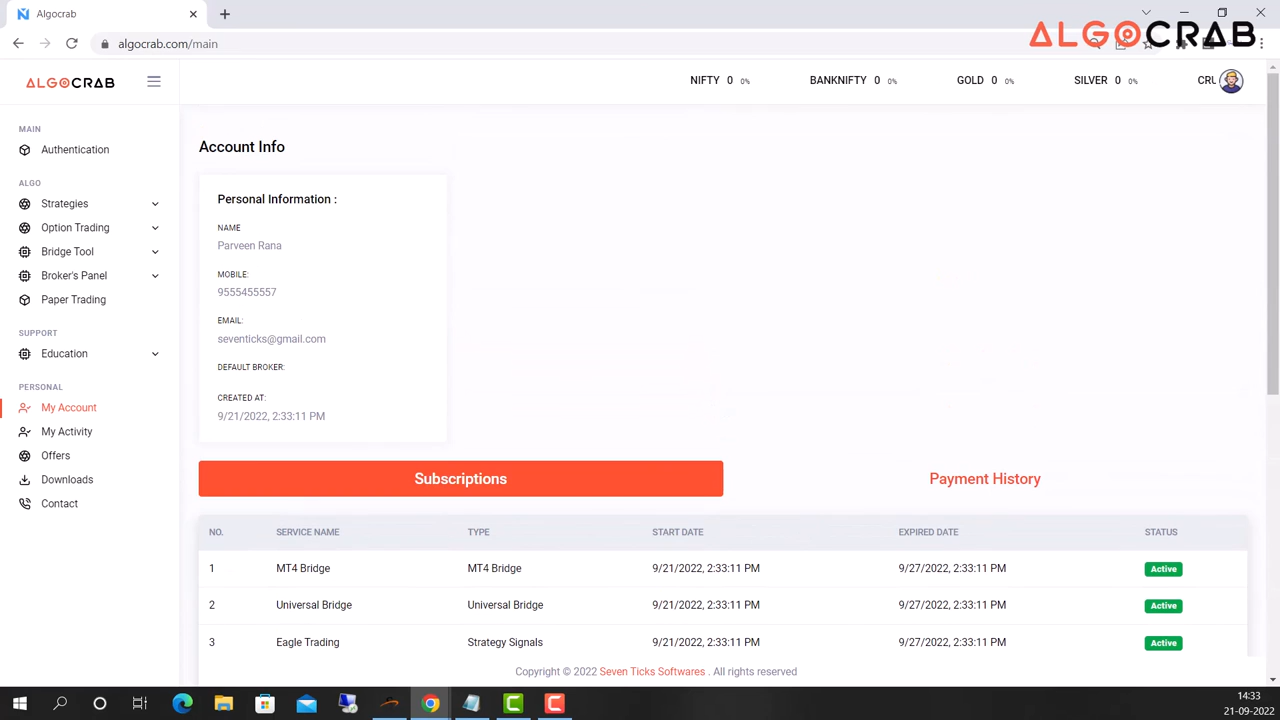 Algocrab
algocrab.com/main
ALGOCRAB
ALGOCRAB
NIFTY 0 0% BANKNIFTY 0 0% GOLD 0 0% SILVER 0 0% CRU
MAIN
Authentication
ALGO
Strategies
Option Trading
Bridge Tool
Broker's Panel
Paper Trading
SUPPORT
Education
PERSONAL
My Account
My Activity
Offers
Downloads
Contact
Account Info
Personal Information :
NAME
Parveen Rana
MOBILE:
9555455557
EMAIL:
seventicks@gmail.com
DEFAULT BROKER:
CREATED AT:
9/21/2022, 2:33:11 PM
Subscriptions Payment History
NO. SERVICE NAME TYPE START DATE EXPIRED DATE STATUS
1 MT4 Bridge MT4 Bridge 9/21/2022, 2:33:11 PM 9/27/2022, 2:33:11 PM Active
2 Universal Bridge Universal Bridge 9/21/2022, 2:33:11 PM 9/27/2022, 2:33:11 PM Active
3 Eagle Trading Strategy Signals 9/21/2022, 2:33:11 PM 9/27/2022, 2:33:11 PM Active
Copyright © 2022 Seven Ticks Softwares . All rights reserved
14:33
21-09-2022